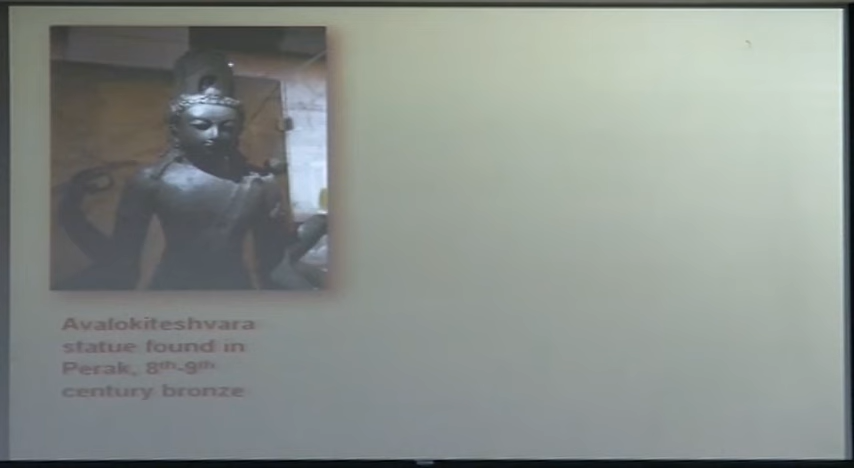 Avalokiteshvara
statue found in
Perak, 8th-9th
century bronze